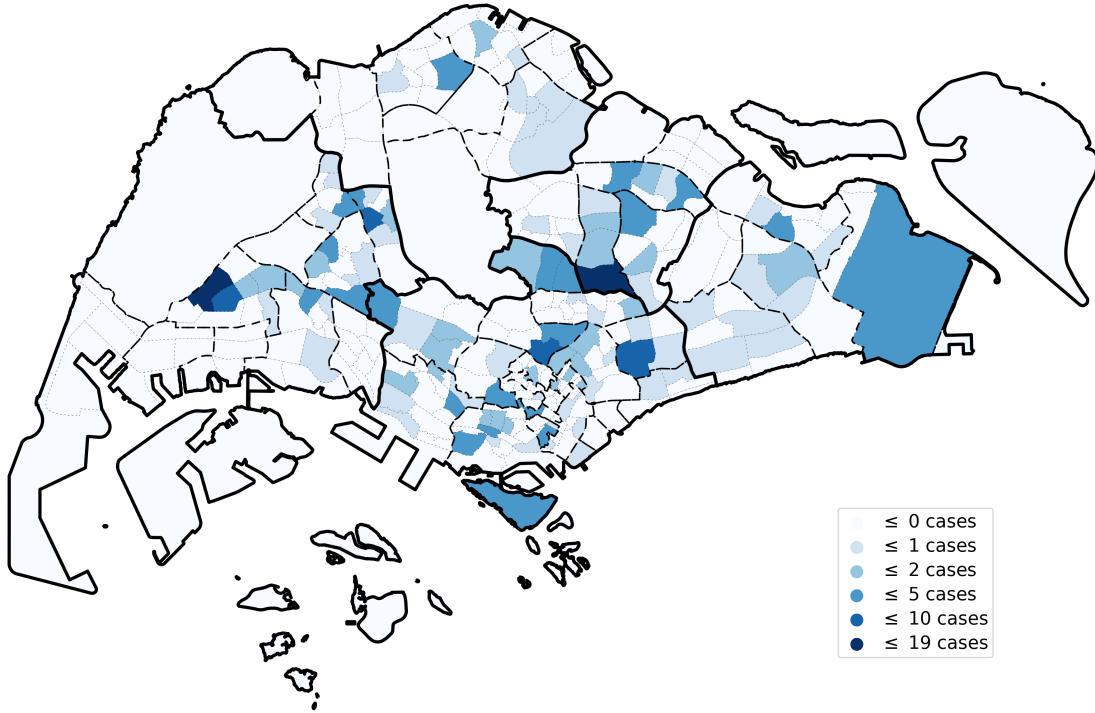 ≤ 0 cases
≤ 1 cases
≤ 2 cases
≤ 5 cases
≤ 10 cases
≤ 19 cases